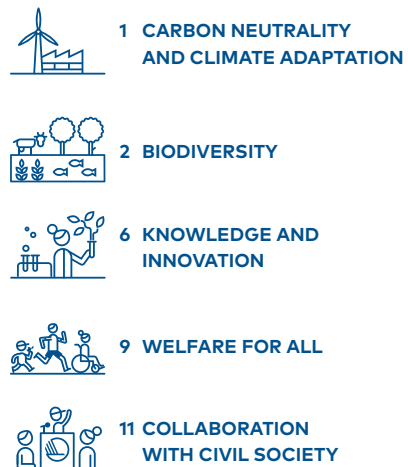 1 CARBON NEUTRALITY
AND CLIMATE ADAPTATION
2 BIODIVERSITY
6 KNOWLEDGE AND
INNOVATION
9 WELFARE FOR ALL
11 COLLABORATION
WITH CIVIL SOCIETY